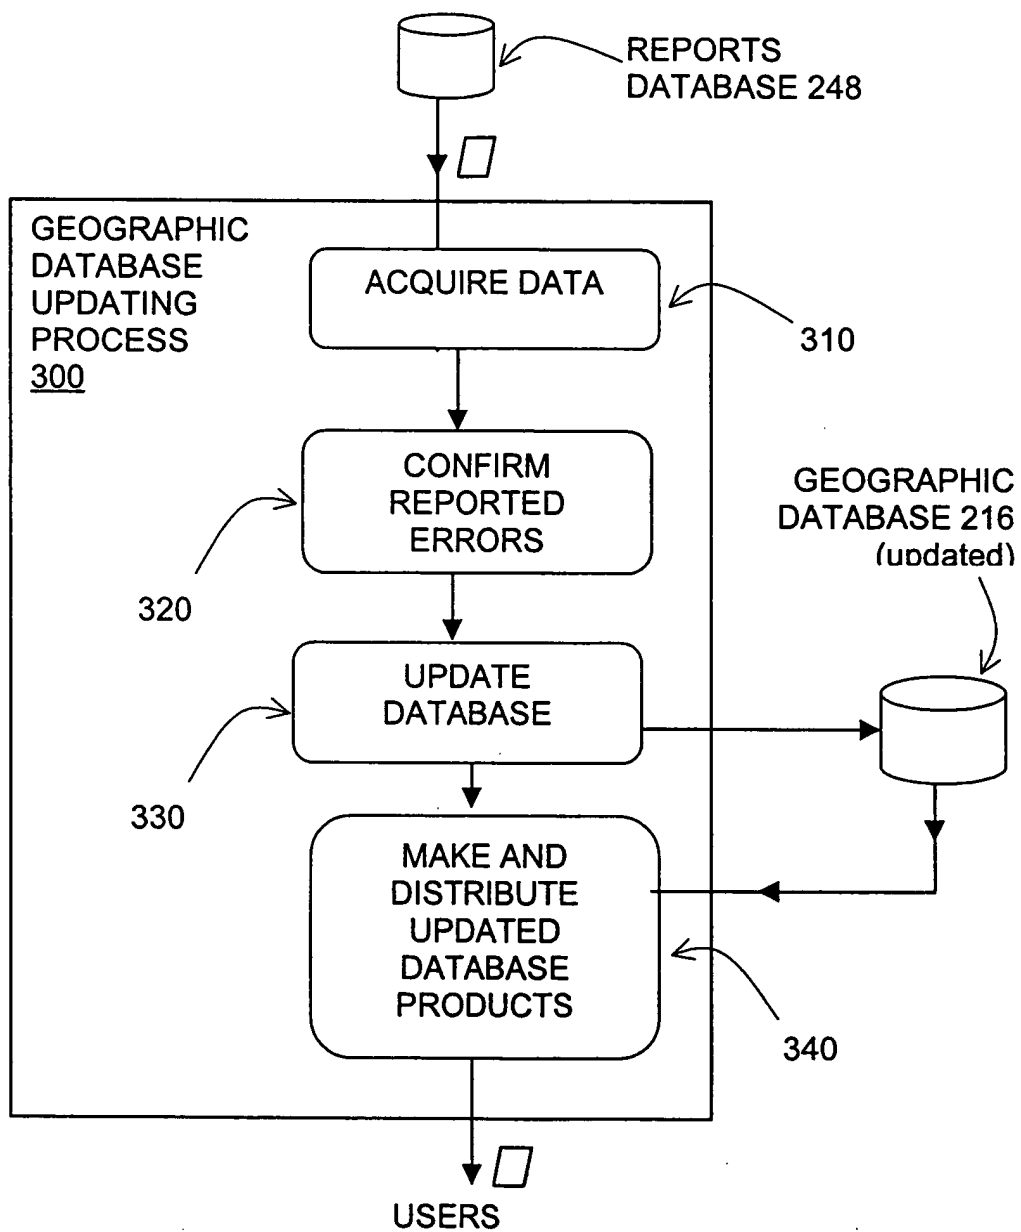 REPORTS
DATABASE 248
GEOGRAPHIC
DATABASE
UPDATING
PROCESS
300
ACQUIRE DATA
310
CONFIRM
REPORTED
ERRORS
320
GEOGRAPHIC
DATABASE 216
(updated)
UPDATE
DATABASE
330
MAKE AND
DISTRIBUTE
UPDATED
DATABASE
PRODUCTS
340
USERS